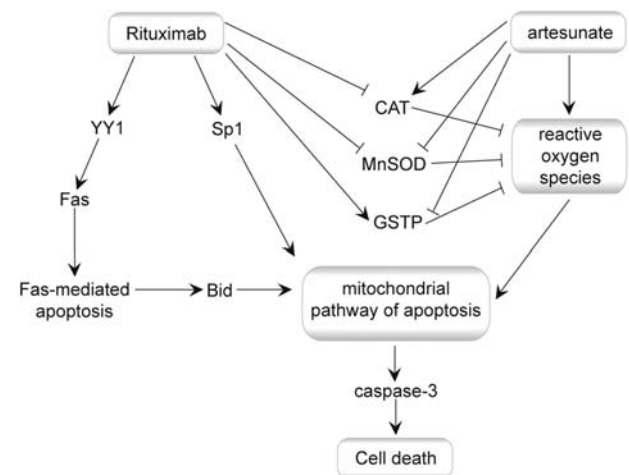 Rituximab
artesunate
YY1
Sp1
CAT
reactive
oxygen
species
MnSOD
Fas
GSTP
Fas-mediated
apoptosis
Bid
mitochondrial
pathway of apoptosis
caspase-3
Cell death